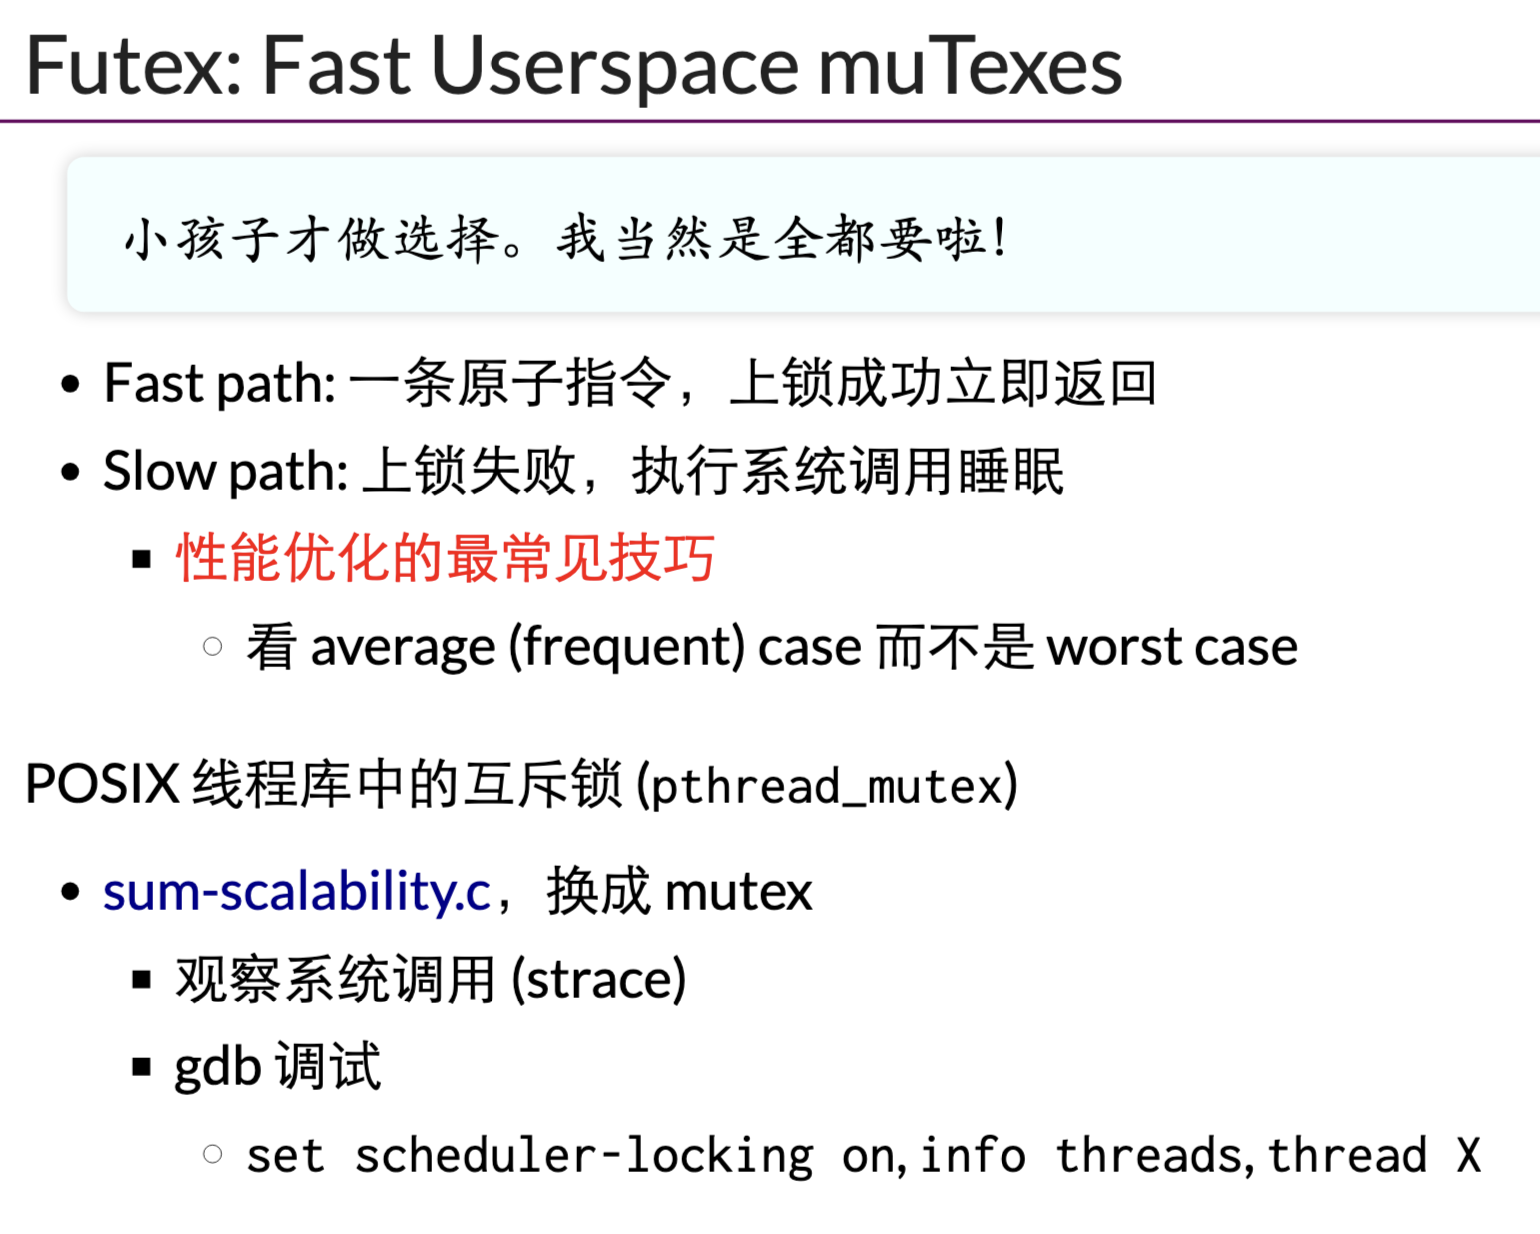 Futex: Fast Userspace muTexes
小孩子才做选择。我当然是全都要啦!
Fast path: 一条原子指令，上锁成功立即返回
Slow path: 上锁失败，执行系统调用睡眠
性能优化的最常见技巧
看 average (frequent) case 而不是 worst case
POSIX 线程库中的互斥锁 (pthread_mutex)
sum-scalability.c，换成 mutex
观察系统调用 (strace)
gdb 调试
set scheduler-locking on, info threads, thread X